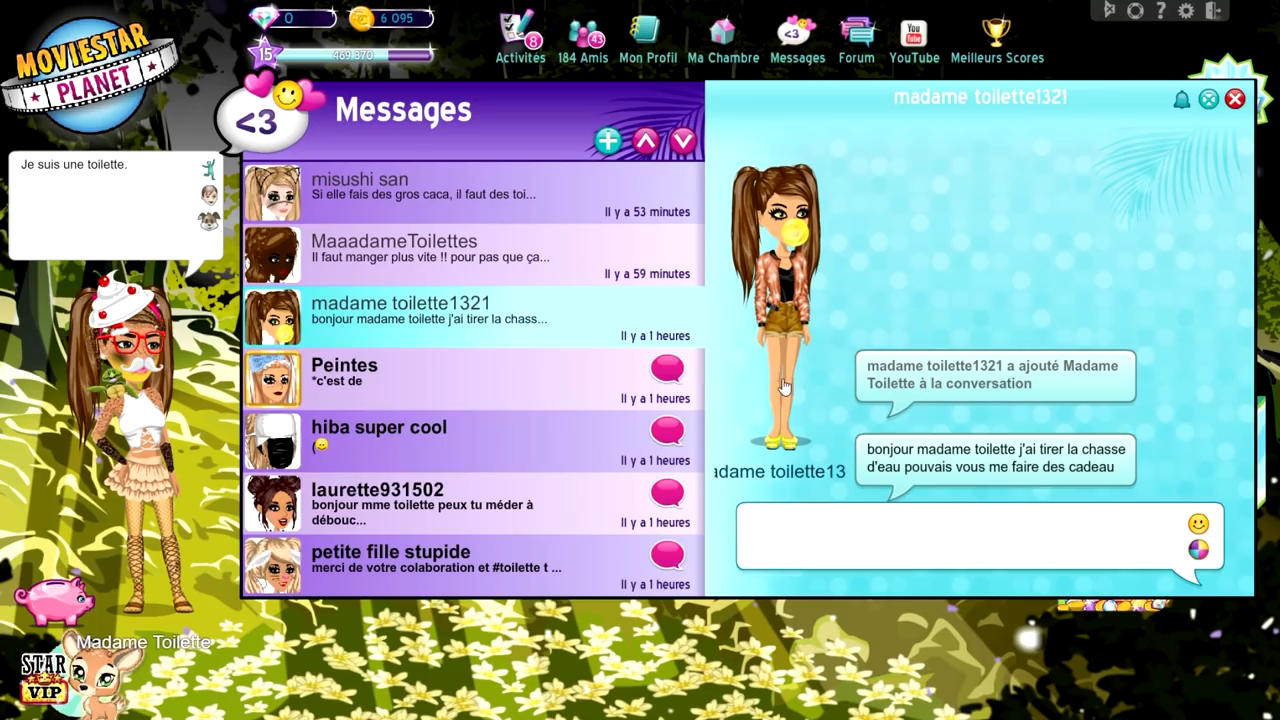 MOVIESTAR
PLANET
0
6 095
15
469 370
8
Activités
43
184 Amis
Mon Profil
Ma Chambre
<3
Messages
Forum
You
Tube
YouTube
Meilleurs Scores
?
Je suis une toilette.
<3
Messages
misushi san
Si elle fais des gros caca, il faut des toi...
Il y a 53 minutes
MaaadameToilettes
Il faut manger plus vite !! pour pas que ça...
Il y a 59 minutes
madame toilette1321
bonjour madame toilette j'ai tirer la chass...
Il y a 1 heures
Peintes
*c'est de
Il y a 1 heures
hiba super cool
(
Il y a 1 heures
laurette931502
bonjour mme toilette peux tu méder à
débouc...
Il y a 1 heures
petite fille stupide
merci de votre colaboration et #toilette t ...
Il y a 1 heures
madame toilette1321
madame toilette1321 a ajouté Madame
Toilette à la conversation
bonjour madame toilette j'ai tirer la chasse
d'eau pouvais vous me faire des cadeau
adame toilette13
Madame Toilette
STAR
VIP